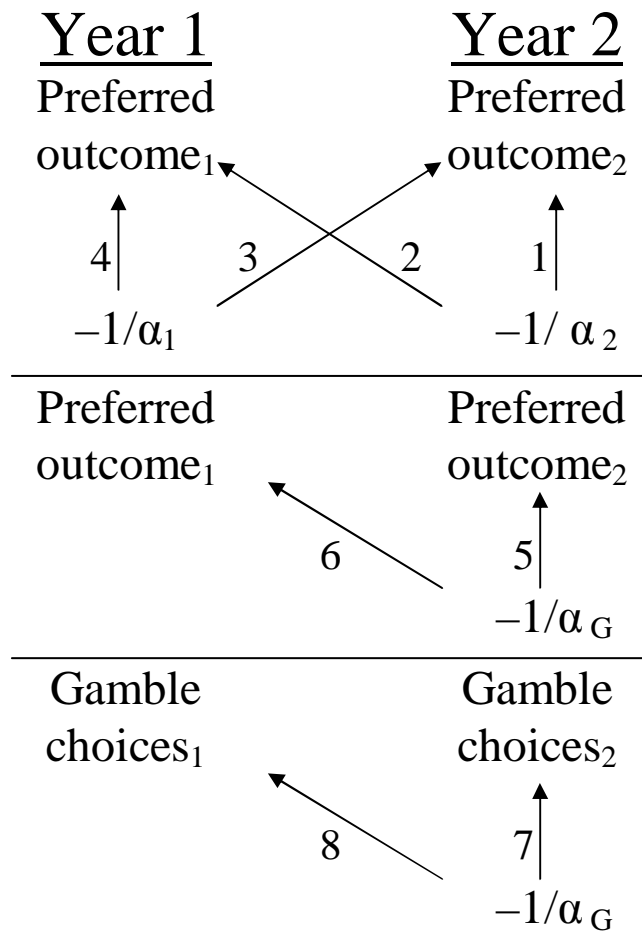 Year 1 Year 2
Preferred Preferred
outcome₁ outcome₂
4 3 2 1
–1/α₁ –1/ α ₂
Preferred Preferred
outcome₁ outcome₂
6 5
–1/α G
Gamble Gamble
choices₁ choices₂
8 7
–1/α G